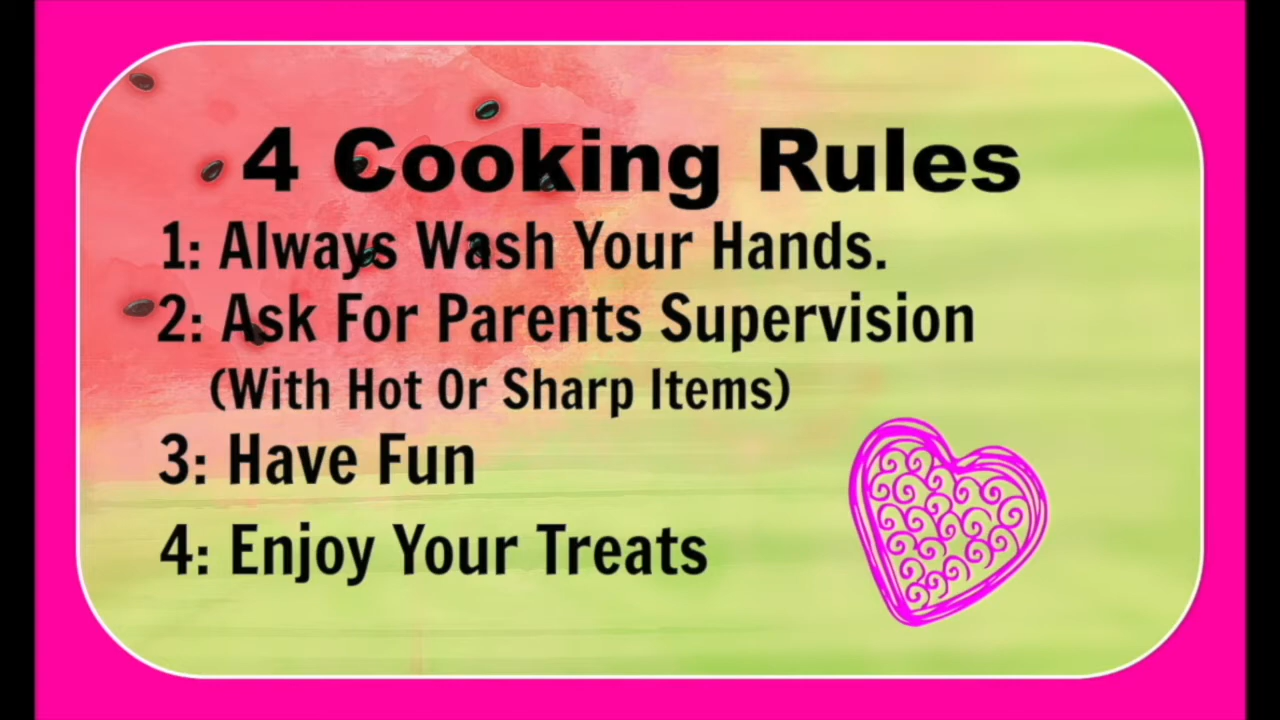 4 Cooking Rules
1: Always Wash Your Hands.
2: Ask For Parents Supervision
(With Hot Or Sharp Items)
3: Have Fun
4: Enjoy Your Treats